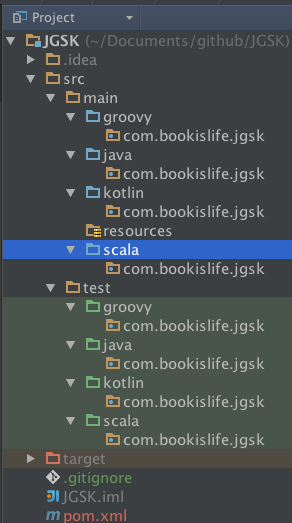 Project
JGSK (~/Documents/github/JGSK)
.idea
src
main
groovy
com.bookislife.jgsk
java
com.bookislife.jgsk
kotlin
com.bookislife.jgsk
resources
scala
com.bookislife.jgsk
test
groovy
com.bookislife.jgsk
java
com.bookislife.jgsk
kotlin
com.bookislife.jgsk
scala
com.bookislife.jgsk
target
.gitignore
JGSK.iml
pom.xml